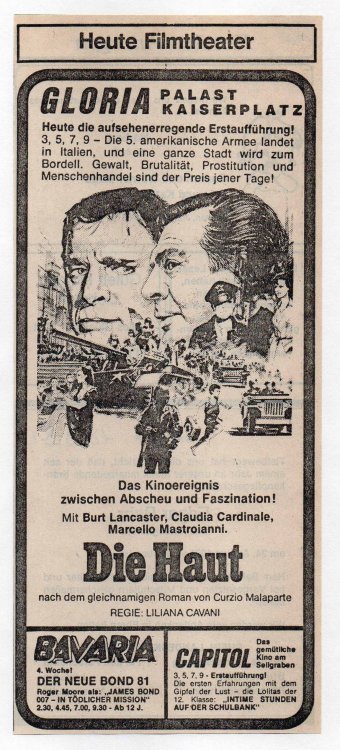 Heute Filmtheater
GLORIA PALAST
KAISERPLATZ
Heute die aufsehenerregende Erstaufführung!
3, 5, 7, 9 – Die 5. amerikanische Armee landet
in Italien, und eine ganze Stadt wird zum
Bordell. Gewalt, Brutalität, Prostitution und
Menschenhandel sind der Preis jener Tage!
Das Kinoereignis
zwischen Abscheu und Faszination!
Mit Burt Lancaster, Claudia Cardinale,
Marcello Mastroianni.
Die Haut
nach dem gleichnamigen Roman von Curzio Malaparte
REGIE: LILIANA CAVANI
BAVARIA
4. Woche!
DER NEUE BOND 81
Roger Moore als: „JAMES BOND
007 – IN TÖDLICHER MISSION"
2.30, 4.45, 7.00, 9.30 – Ab 12 J.
CAPITOL
Das
gemütliche
Kino am
Seilgraben
3, 5, 7, 9 - Erstaufführung!
Die ersten Erfahrungen mit dem
Gipfel der Lust – die Lolitas der
12. Klasse: „INTIME STUNDEN
AUF DER SCHULBANK"